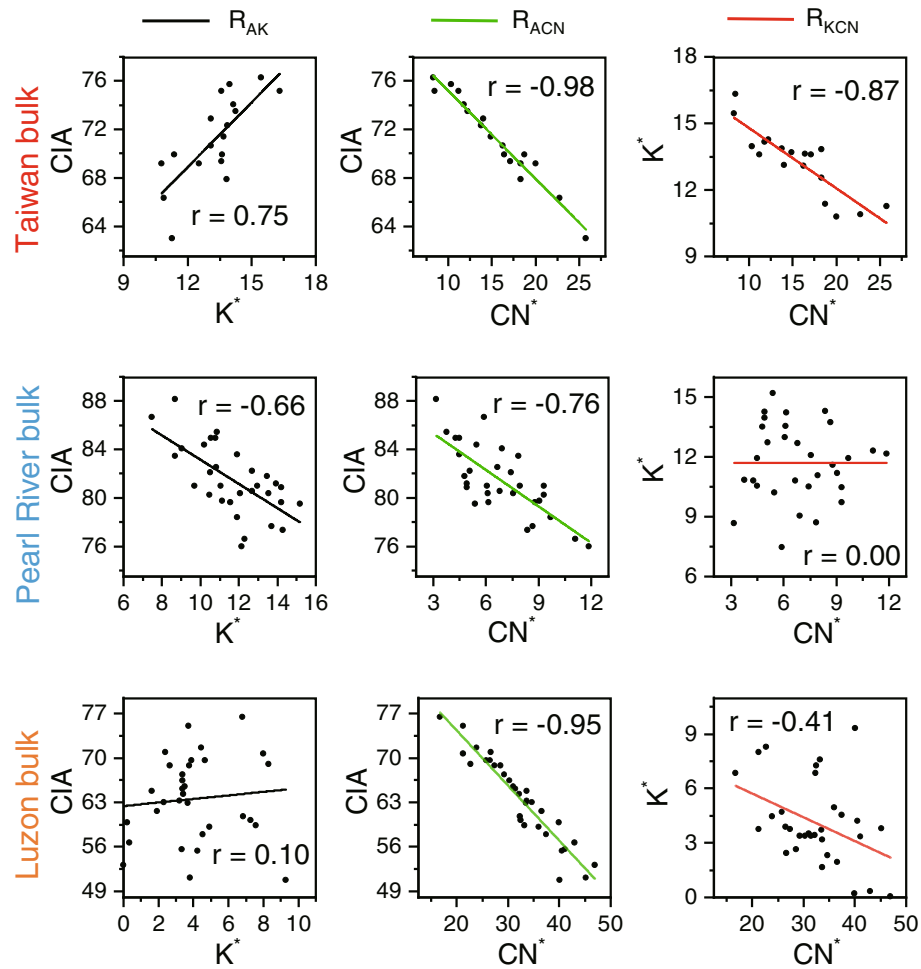 R_AK R_ACN R_KCN
Taiwan bulk
CIA
76
72
68
64
r = 0.75
9 12 15 18
K*
CIA
76
72
68
64
r = -0.98
10 15 20 25
CN*
K*
18
15
12
9
r = -0.87
10 15 20 25
CN*
Pearl River bulk
CIA
88
84
80
76
r = -0.66
6 8 10 12 14 16
K*
CIA
88
84
80
76
r = -0.76
3 6 9 12
CN*
K*
15
12
9
6
r = 0.00
3 6 9 12
CN*
Luzon bulk
CIA
77
70
63
56
49
r = 0.10
0 2 4 6 8 10
K*
CIA
77
70
63
56
49
r = -0.95
20 30 40 50
CN*
K*
9
6
3
0
r = -0.41
20 30 40 50
CN*